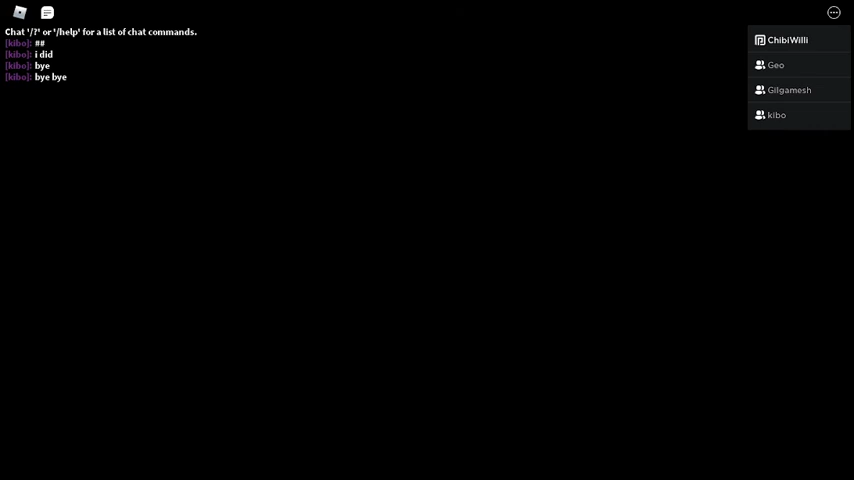 Chat '/?' or '/help' for a list of chat commands.
[kibo]: ##
[kibo]: i did
[kibo]: bye
[kibo]: bye bye
ChibiWilli
Geo
Gilgamesh
kibo